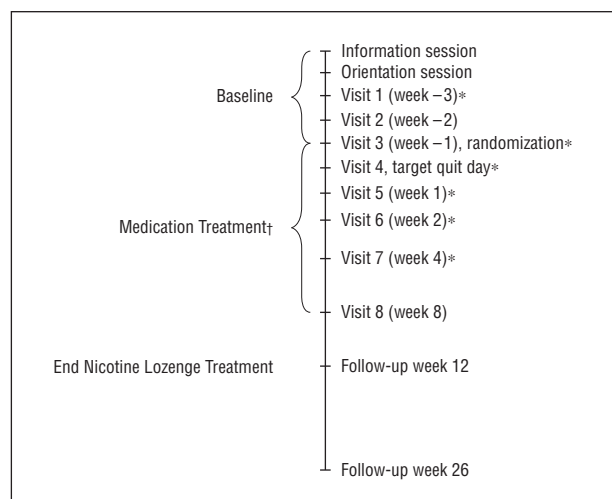 Information session
Orientation session
Baseline
Visit 1 (week –3)*
Visit 2 (week –2)
Visit 3 (week –1), randomization*
Visit 4, target quit day*
Visit 5 (week 1)*
Medication Treatment†
Visit 6 (week 2)*
Visit 7 (week 4)*
Visit 8 (week 8)
End Nicotine Lozenge Treatment
Follow-up week 12
Follow-up week 26